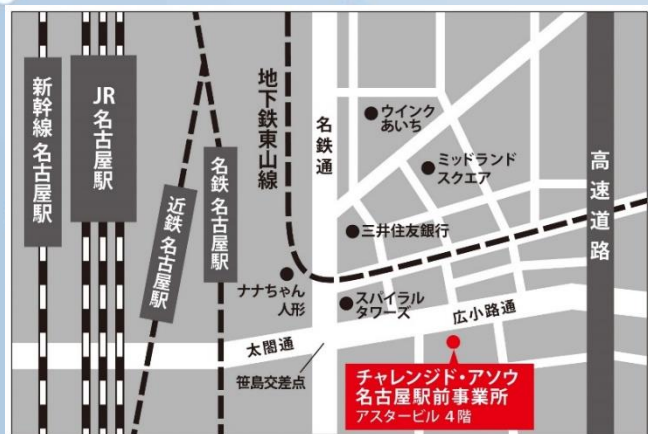 新幹線 名古屋駅
JR 名古屋駅
近鉄 名古屋駅
名鉄 名古屋駅
地下鉄東山線
名鉄通
ウインク
あいち
ミッドランド
スクエア
高速道路
三井住友銀行
ナナちゃん
人形
スパイラル
タワーズ
広小路通
太閤通
笹島交差点
チャレンジド・アソウ
名古屋駅前事業所
アスタービル 4階